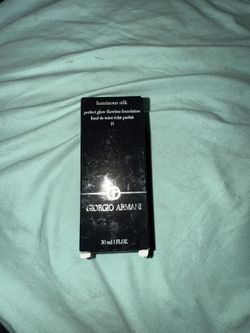 luminous silk
perfect glow flawless foundation
fond de teint éclat parfait
GIORGIO ARMANI
30 ml 1 FL.OZ.